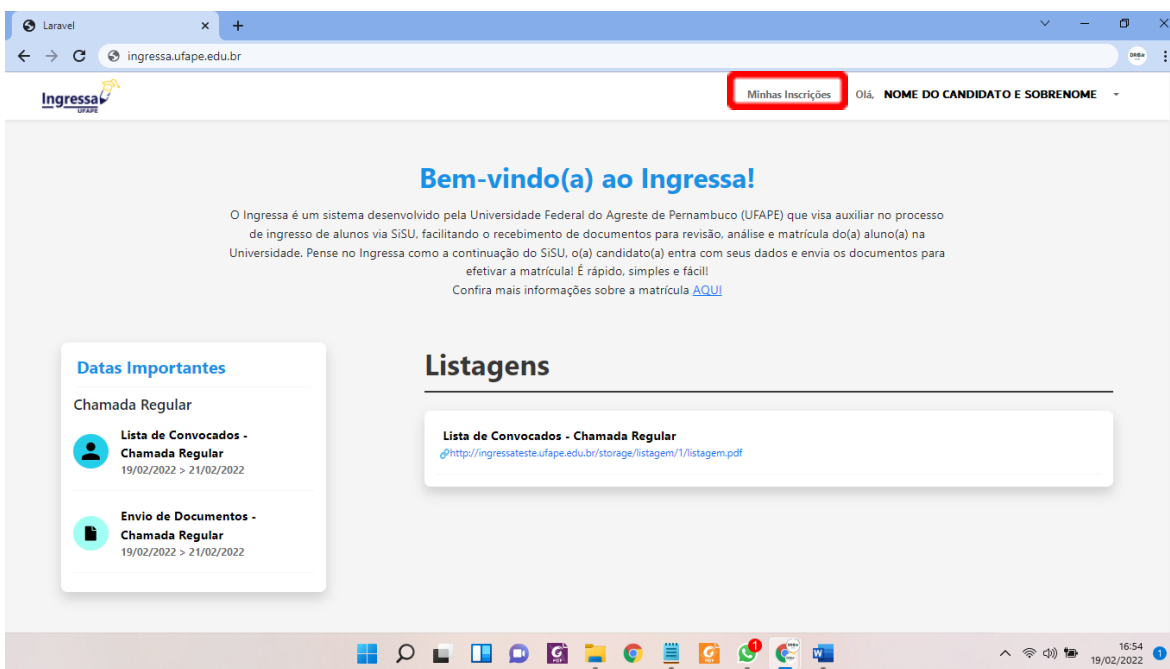 Laravel
ingressa.ufape.edu.br
Ingressa
UFAPE
Minhas Inscrições
Olá, NOME DO CANDIDATO E SOBRENOME
Bem-vindo(a) ao Ingressa!
O Ingressa é um sistema desenvolvido pela Universidade Federal do Agreste de Pernambuco (UFAPE) que visa auxiliar no processo
de ingresso de alunos via SiSU, facilitando o recebimento de documentos para revisão, análise e matrícula do(a) aluno(a) na
Universidade. Pense no Ingressa como a continuação do SiSU, o(a) candidato(a) entra com seus dados e envia os documentos para
efetivar a matrícula! É rápido, simples e fácil!
Confira mais informações sobre a matrícula AQUI
Datas Importantes
Chamada Regular
Lista de Convocados -
Chamada Regular
19/02/2022 > 21/02/2022
Envio de Documentos -
Chamada Regular
19/02/2022 > 21/02/2022
Listagens
Lista de Convocados - Chamada Regular
http://ingressateste.ufape.edu.br/storage/listagem/1/listagem.pdf
16:54
19/02/2022
1